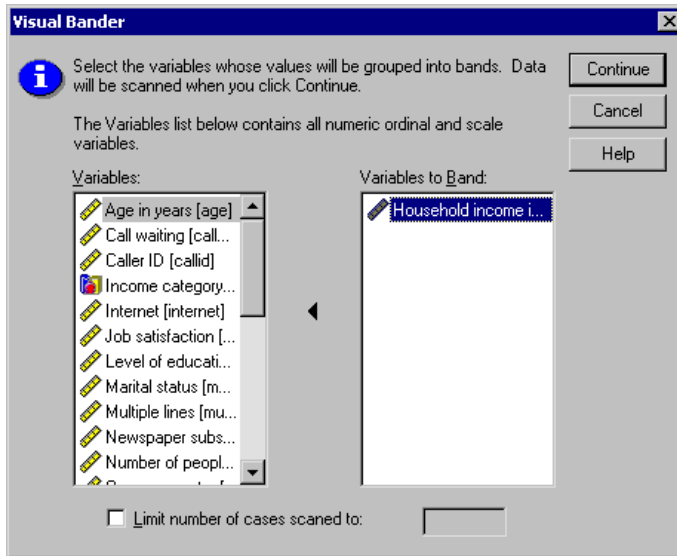 Visual Bander
Select the variables whose values will be grouped into bands. Data
will be scanned when you click Continue.
The Variables list below contains all numeric ordinal and scale
variables.
Variables:
Age in years [age]
Call waiting [call...
Caller ID [callid]
Income category...
Internet [internet]
Job satisfaction [...
Level of educati...
Marital status [m...
Multiple lines [mu...
Newspaper subs...
Number of peopl...
Variables to Band:
Household income i...
Continue
Cancel
Help
Limit number of cases scaned to: